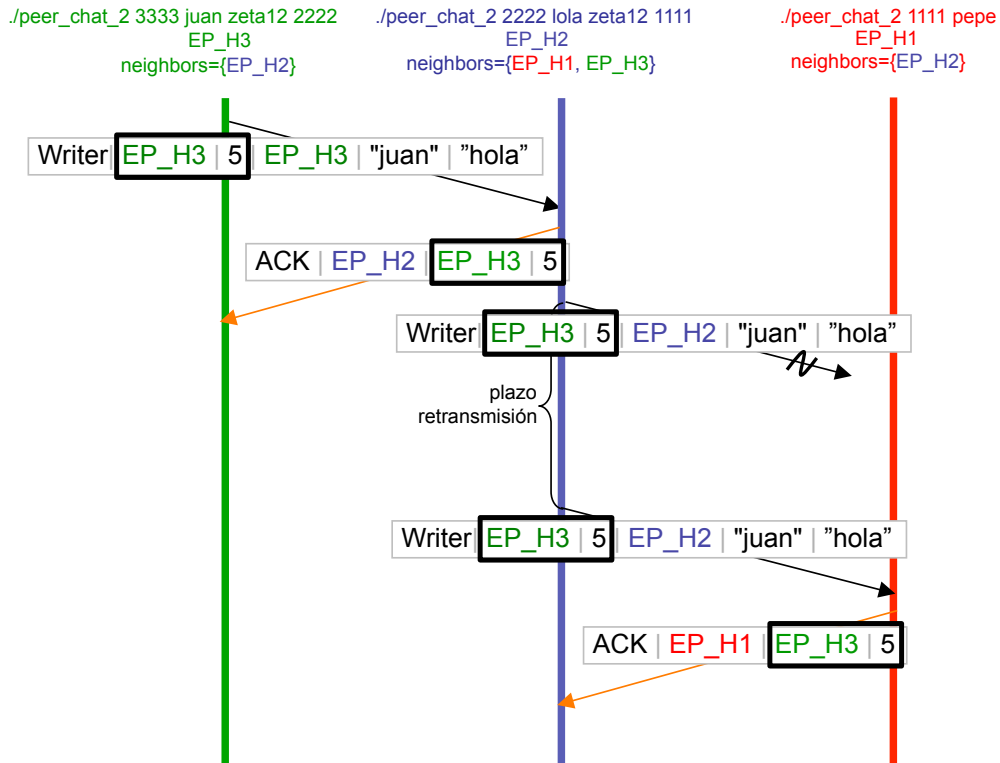 ./peer_chat_2 3333 juan zeta12 2222
EP_H3
neighbors={EP_H2}
./peer_chat_2 2222 lola zeta12 1111
EP_H2
neighbors={EP_H1, EP_H3}
./peer_chat_2 1111 pepe
EP_H1
neighbors={EP_H2}
Writer| EP_H3 | 5 | EP_H3 | "juan" | ”hola”
ACK | EP_H2 | EP_H3 | 5
Writer| EP_H3 | 5 | EP_H2 | "juan" | ”hola”
plazo
retransmisión
Writer| EP_H3 | 5 | EP_H2 | "juan" | ”hola”
ACK | EP_H1 | EP_H3 | 5